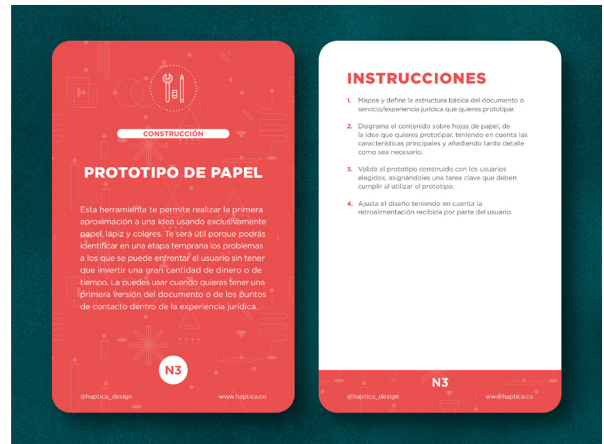 CONSTRUCCIÓN
PROTOTIPO DE PAPEL
Esta herramienta te permite realizar la primera
aproximación a una idea usando exclusivamente
papel, lápiz y colores. Te será útil porque podrás
identificar en una etapa temprana los problemas
a los que se puede enfrentar el usuario sin tener
que invertir una gran cantidad de dinero o de
tiempo. La puedes usar cuando quieras tener una
primera versión del documento o de los puntos
de contacto dentro de la experiencia jurídica.
N3
@haptica_design
www.haptica.co
INSTRUCCIONES
1. Mapea y define la estructura básica del documento o
servicio/experiencia jurídica que quieres prototipar.
2. Diagrama el contenido sobre hojas de papel, de
la idea que quieres prototipar, teniendo en cuenta las
características principales y añadiendo tanto detalle
como sea necesario.
3. Valida el prototipo construido con los usuarios
elegidos, asignándoles una tarea clave que deben
cumplir al utilizar el prototipo.
4. Ajusta el diseño teniendo en cuenta la
retroalimentación recibida por parte del usuario.
N3
@haptica_design
www.haptica.co